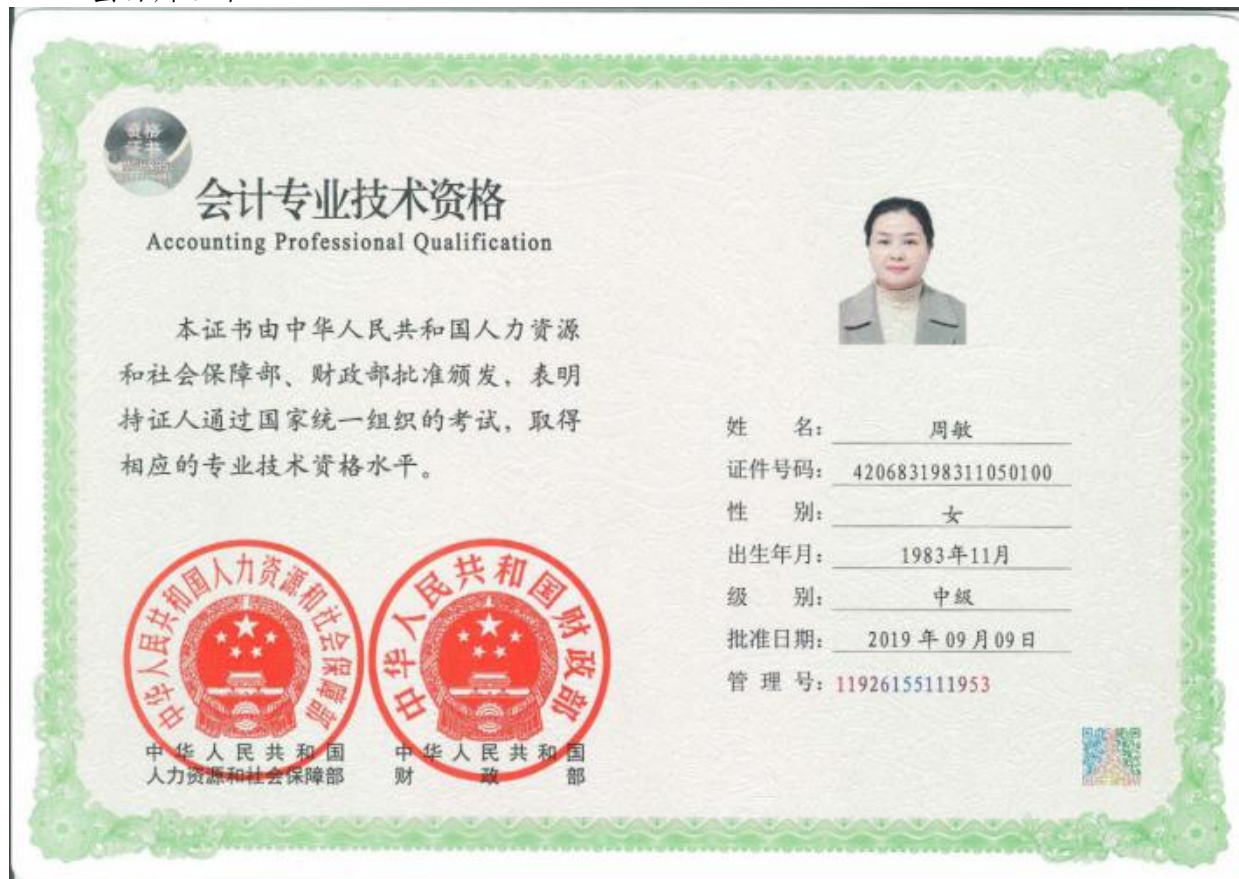 资格
证书
会计专业技术资格
Accounting Professional Qualification
本证书由中华人民共和国人力资源
和社会保障部、财政部批准颁发，表明
持证人通过国家统一组织的考试，取得
相应的专业技术资格水平。
中华人民共和国人力资源和社会保障部
中华人民共和国财政部
中华人民共和国
人力资源和社会保障部
中华人民共和国
财政部
姓 名： 周敏
证件号码： 420683198311050100
性 别： 女
出生年月： 1983年11月
级 别： 中级
批准日期： 2019年09月09日
管 理 号：11926155111953